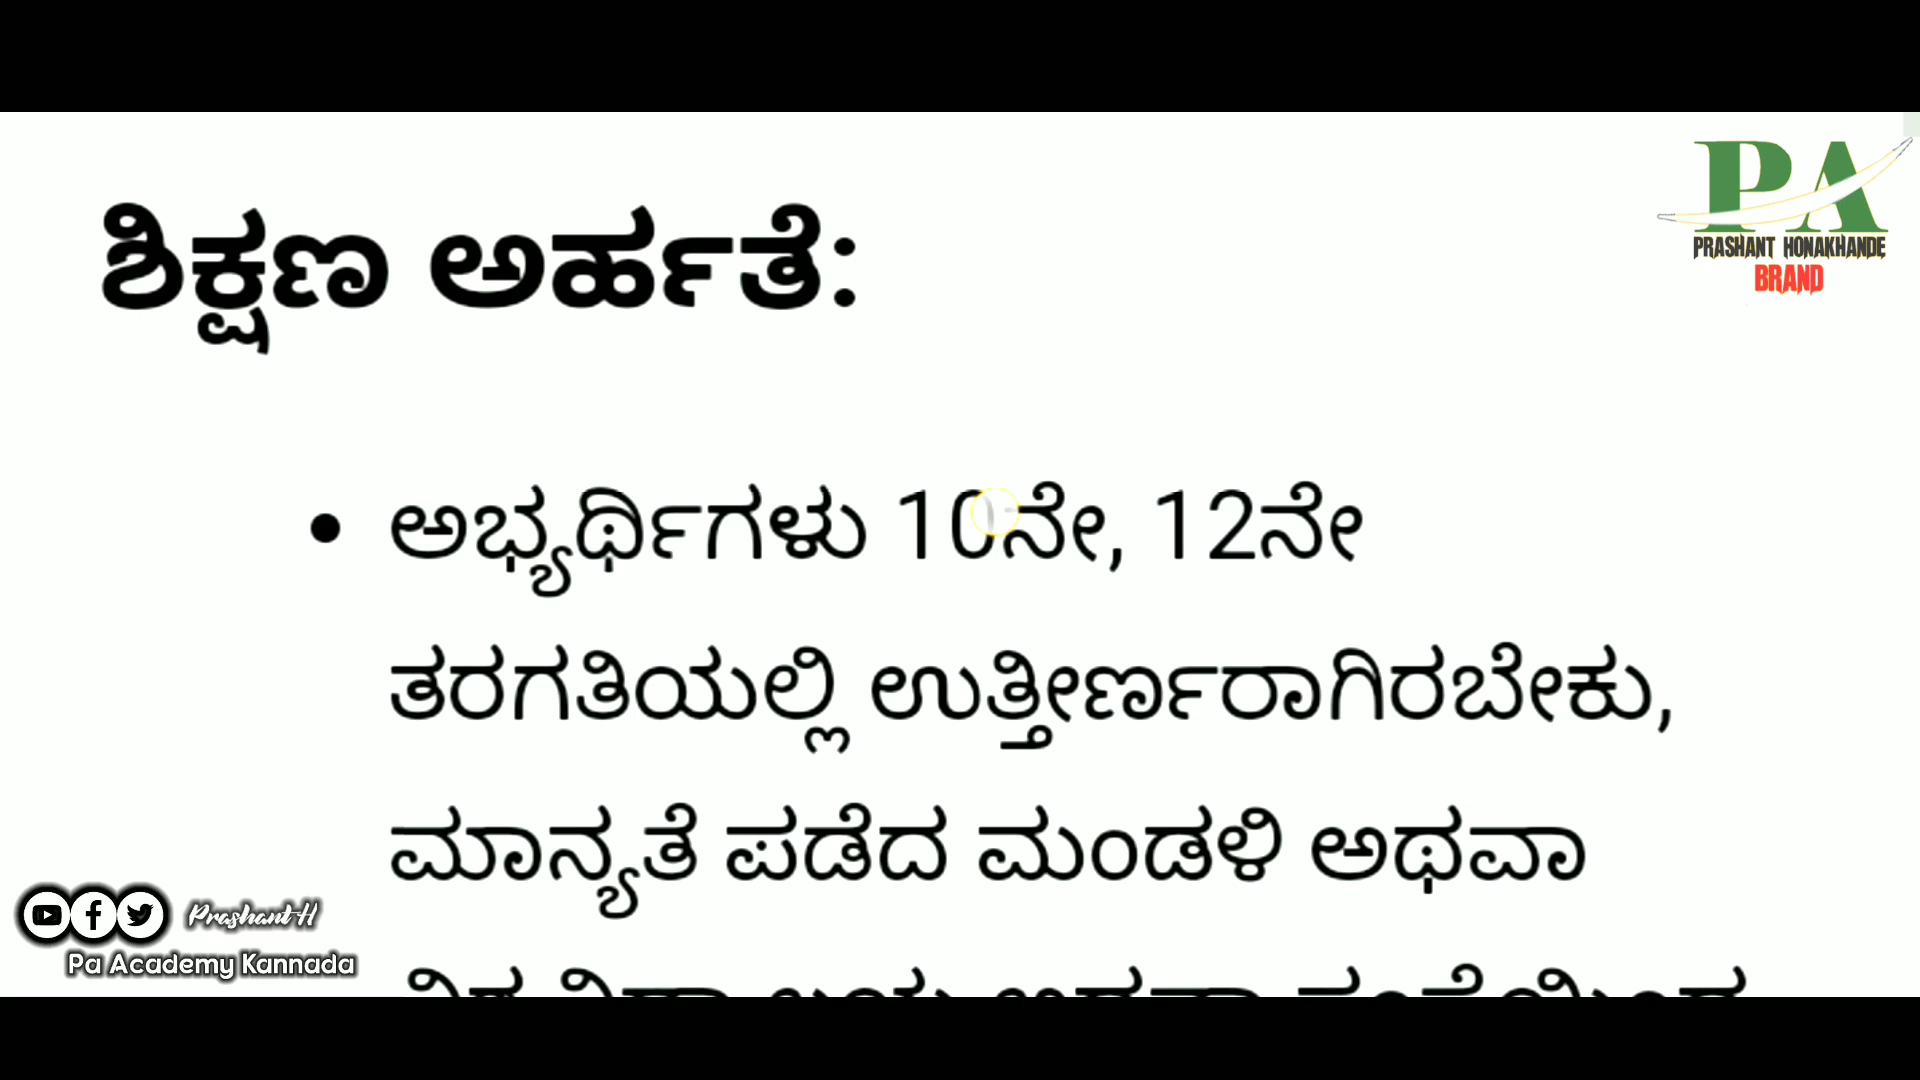 PA
PRASHANT HONAKHANDE
BRAND
ಶಿಕ್ಷಣ ಅರ್ಹತೆ:
• ಅಭ್ಯರ್ಥಿಗಳು 10ನೇ, 12ನೇ
ತರಗತಿಯಲ್ಲಿ ಉತ್ತೀರ್ಣರಾಗಿರಬೇಕು,
ಮಾನ್ಯತೆ ಪಡೆದ ಮಂಡಳಿ ಅಥವಾ
Prashant H
Pa Academy Kannada